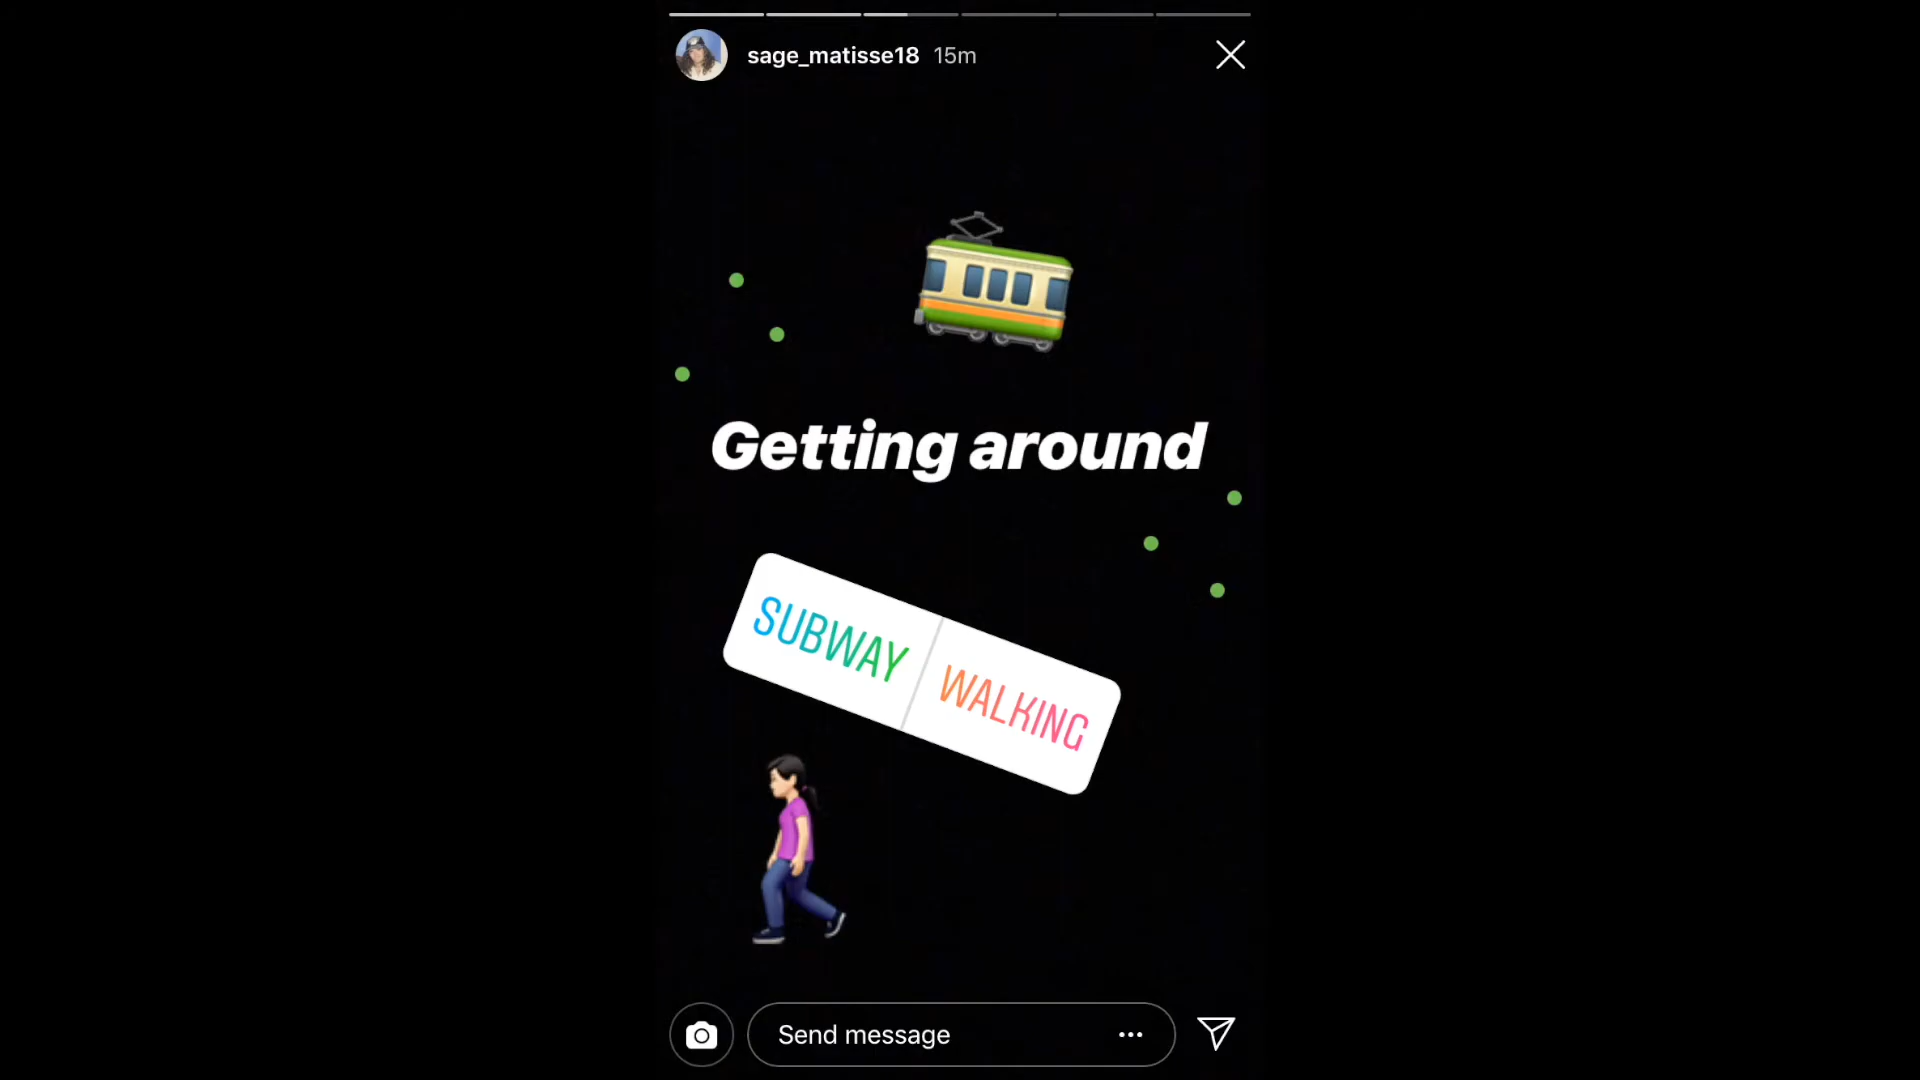 sage_matisse18 15m
Getting around
SUBWAY
WALKING
Send message